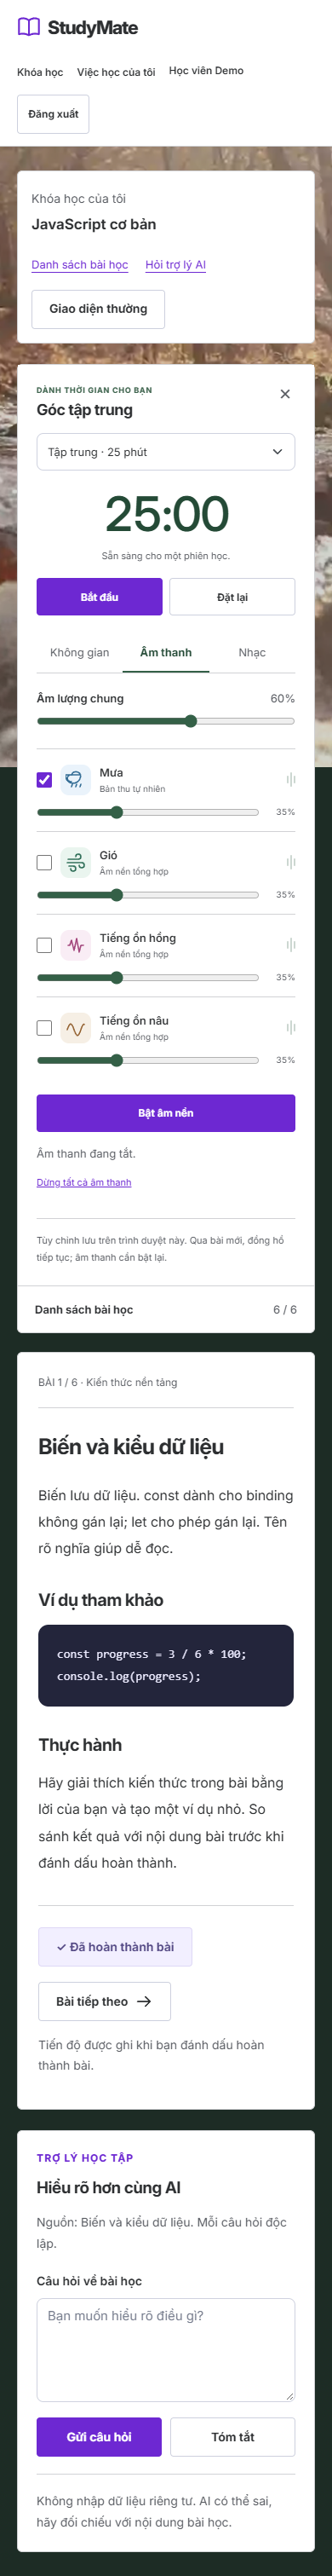 StudyMate
Khóa học
Việc học của tôi
Học viên Demo
Đăng xuất
Khóa học của tôi
JavaScript cơ bản
Danh sách bài học
Hỏi trợ lý AI
Giao diện thường
DÀNH THỜI GIAN CHO BẠN
Góc tập trung
Tập trung · 25 phút
25:00
Sẵn sàng cho một phiên học.
Bắt đầu
Đặt lại
Không gian
Âm thanh
Nhạc
Âm lượng chung
60%
Mưa
Bản thu tự nhiên
35%
Gió
Âm nền tổng hợp
35%
Tiếng ồn hồng
Âm nền tổng hợp
35%
Tiếng ồn nâu
Âm nền tổng hợp
35%
Bật âm nền
Âm thanh đang tắt.
Dừng tất cả âm thanh
Tùy chỉnh lưu trên trình duyệt này. Qua bài mới, đồng hồ
tiếp tục; âm thanh cần bật lại.
Danh sách bài học
6 / 6
BÀI 1 / 6 · Kiến thức nền tảng
Biến và kiểu dữ liệu
Biến lưu dữ liệu. const dành cho binding
không gán lại; let cho phép gán lại. Tên
rõ nghĩa giúp dễ đọc.
Ví dụ tham khảo
const progress = 3 / 6 * 100;
console.log(progress);
Thực hành
Hãy giải thích kiến thức trong bài bằng
lời của bạn và tạo một ví dụ nhỏ. So
sánh kết quả với nội dung bài trước khi
đánh dấu hoàn thành.
✓ Đã hoàn thành bài
Bài tiếp theo →
Tiến độ được ghi khi bạn đánh dấu hoàn
thành bài.
TRỢ LÝ HỌC TẬP
Hiểu rõ hơn cùng AI
Nguồn: Biến và kiểu dữ liệu. Mỗi câu hỏi độc
lập.
Câu hỏi về bài học
Bạn muốn hiểu rõ điều gì?
Gửi câu hỏi
Tóm tắt
Không nhập dữ liệu riêng tư. AI có thể sai,
hãy đối chiếu với nội dung bài học.